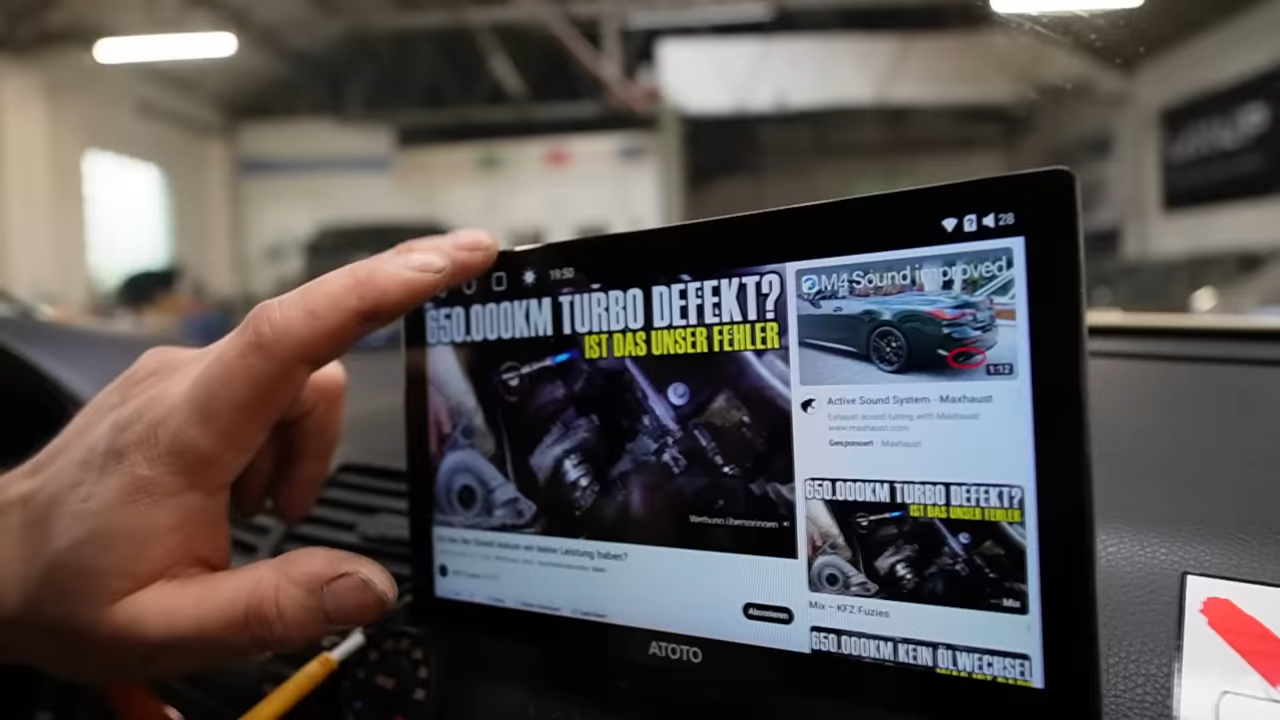 19:50
28
650.000KM TURBO DEFEKT?
IST DAS UNSER FEHLER
Werbung überspringen
Leistung haben?
Abonnieren
M4 Sound improved
1:12
Active Sound System - Maxhaust
Exhaust sound tuning with Maxhaust
www.maxhaust.com
Gesponsert · Maxhaust
650.000KM TURBO DEFEKT?
IST DAS UNSER FEHLER
Mix
Mix – KFZ Fuzies
650.000KM KEIN ÖLWECHSEL
ATOTO